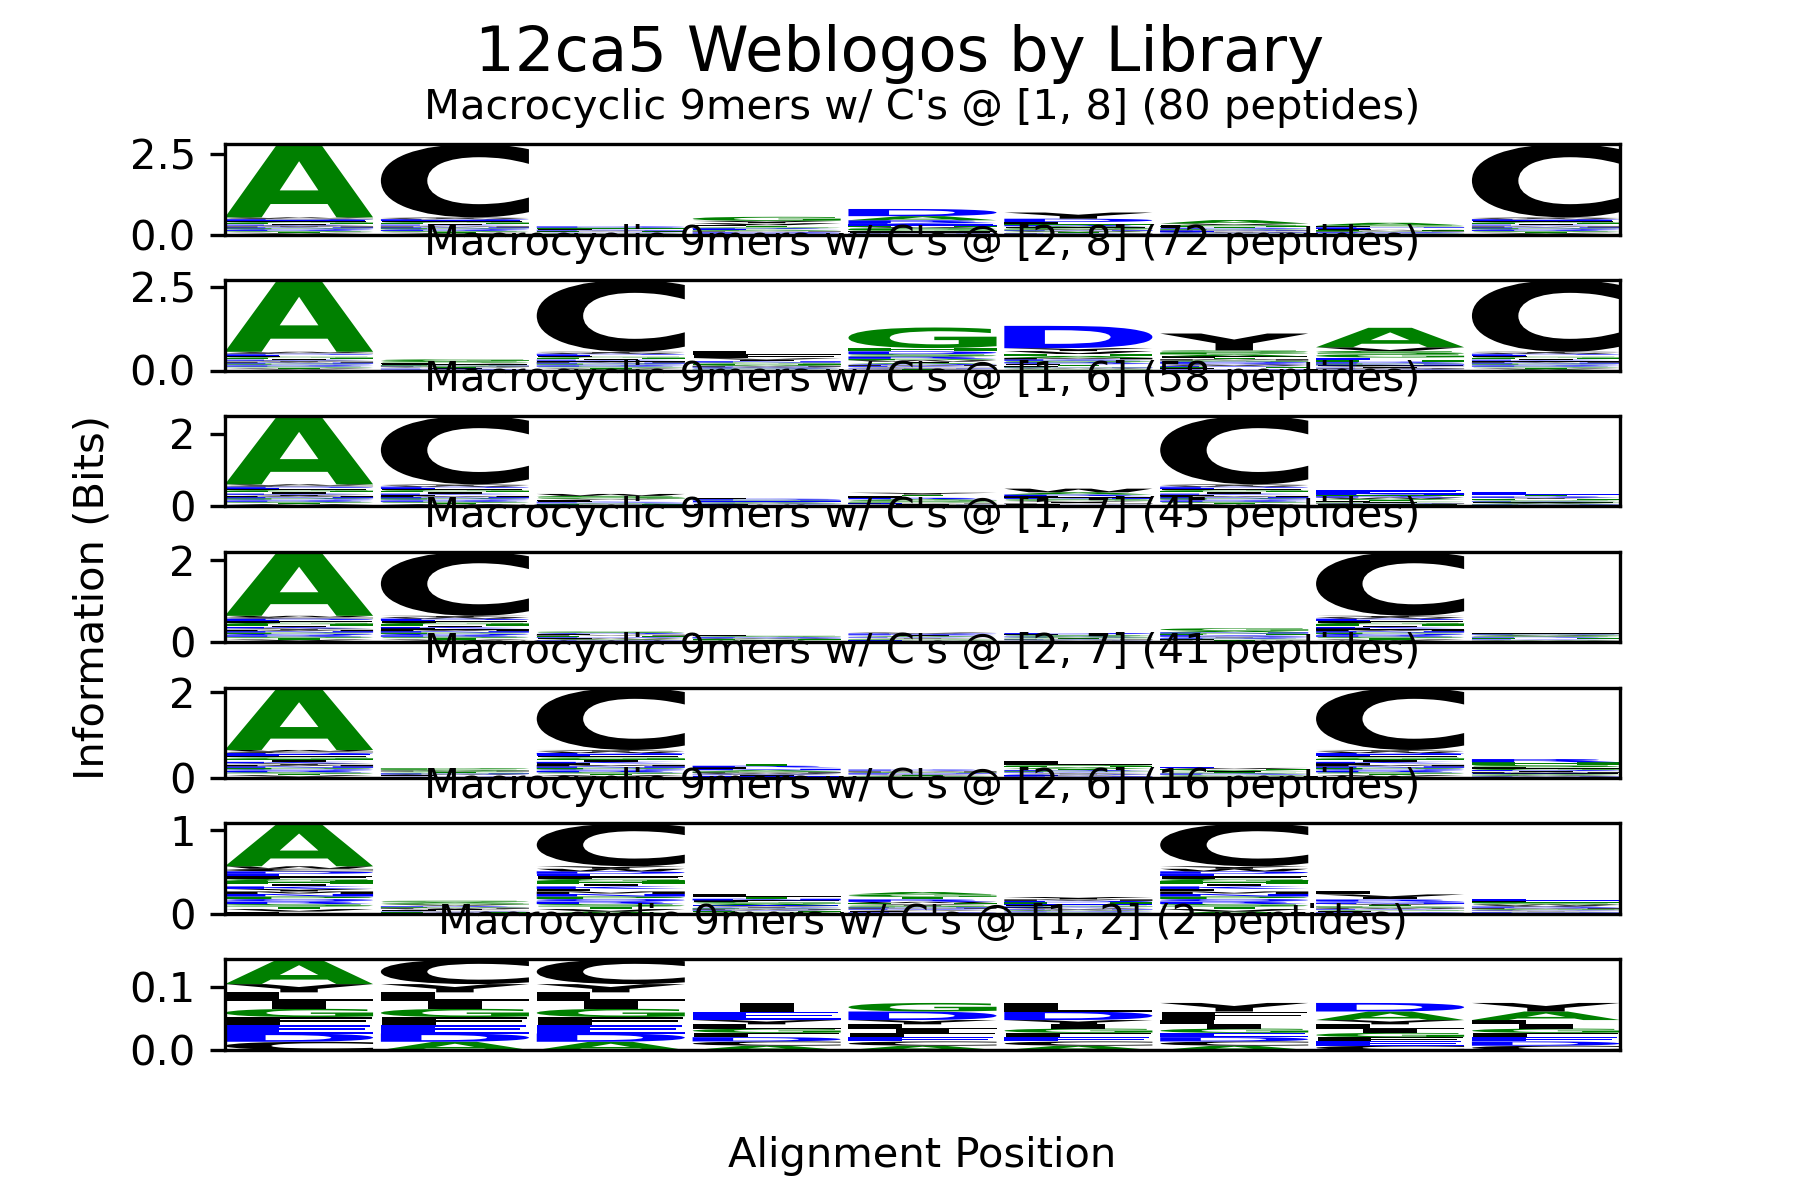 12ca5 Weblogos by Library
Macrocyclic 9mers w/ C's @ [1, 8] (80 peptides)
2.5
A C C
0.0
Macrocyclic 9mers w/ C's @ [2, 8] (72 peptides)
2.5
A C G D Y A C
0.0
Macrocyclic 9mers w/ C's @ [1, 6] (58 peptides)
2
A C C
0
Macrocyclic 9mers w/ C's @ [1, 7] (45 peptides)
2
A C C
0
Macrocyclic 9mers w/ C's @ [2, 7] (41 peptides)
2
A C C
0
Macrocyclic 9mers w/ C's @ [2, 6] (16 peptides)
1
A C C
0
Macrocyclic 9mers w/ C's @ [1, 2] (2 peptides)
0.1
A C C
0.0
Information (Bits)
Alignment Position